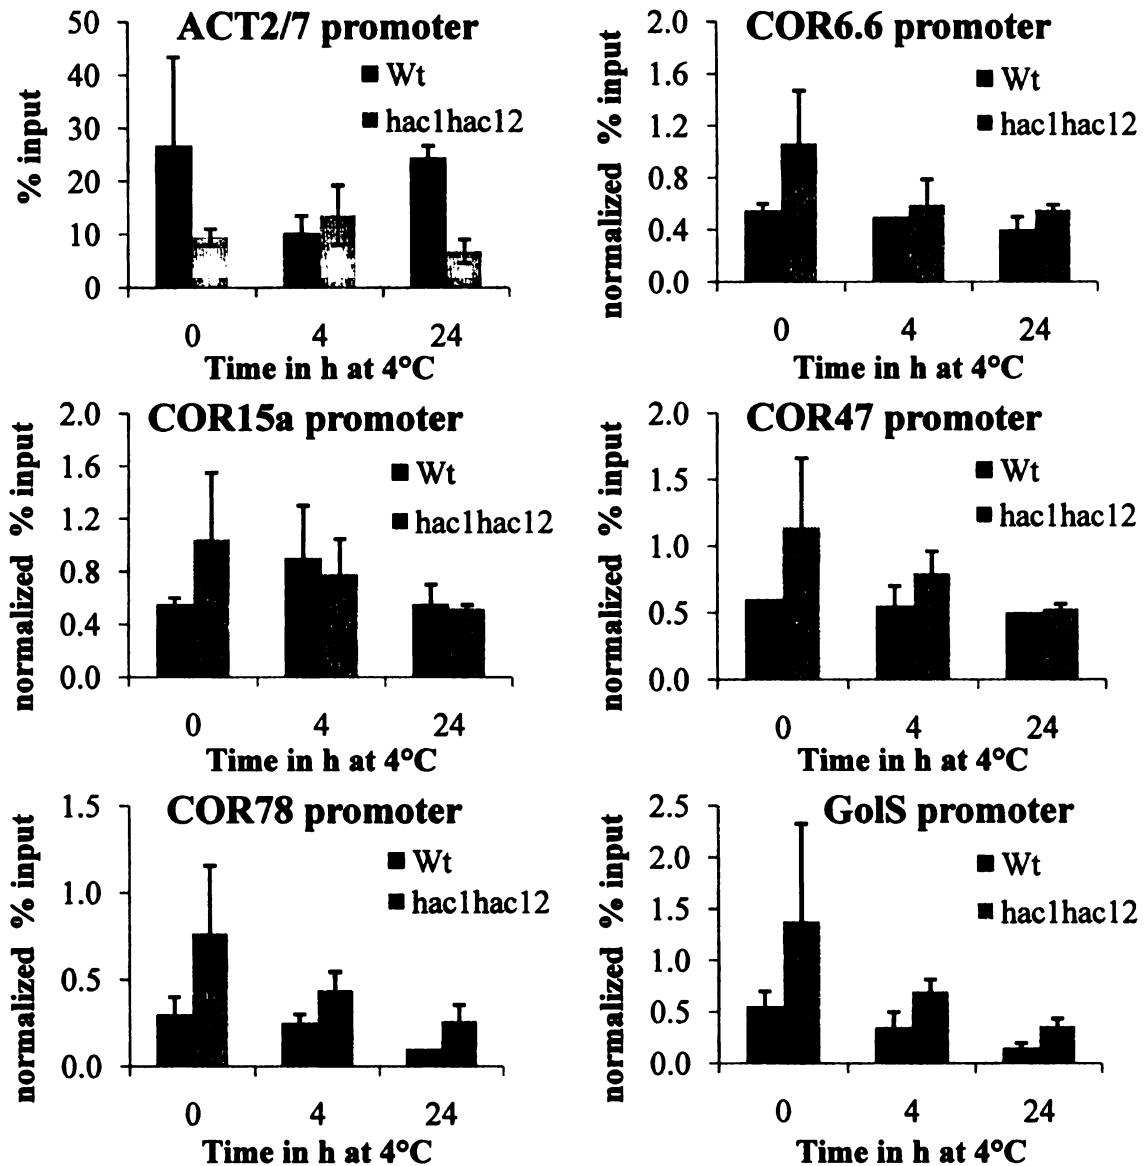 ACT2/7 promoter
50
40
30
20
10
0
% input
Wt
hac1hac12
0 4 24
Time in h at 4°C
COR6.6 promoter
2.0
1.6
1.2
0.8
0.4
0.0
normalized % input
Wt
hac1hac12
0 4 24
Time in h at 4°C
COR15a promoter
2.0
1.6
1.2
0.8
0.4
0.0
normalized % input
Wt
hac1hac12
0 4 24
Time in h at 4°C
COR47 promoter
2.0
1.5
1.0
0.5
0.0
normalized % input
Wt
hac1hac12
0 4 24
Time in h at 4°C
COR78 promoter
1.5
1.0
0.5
0.0
normalized % input
Wt
hac1hac12
0 4 24
Time in h at 4°C
GolS promoter
2.5
2.0
1.5
1.0
0.5
0.0
normalized % input
Wt
hac1hac12
0 4 24
Time in h at 4°C